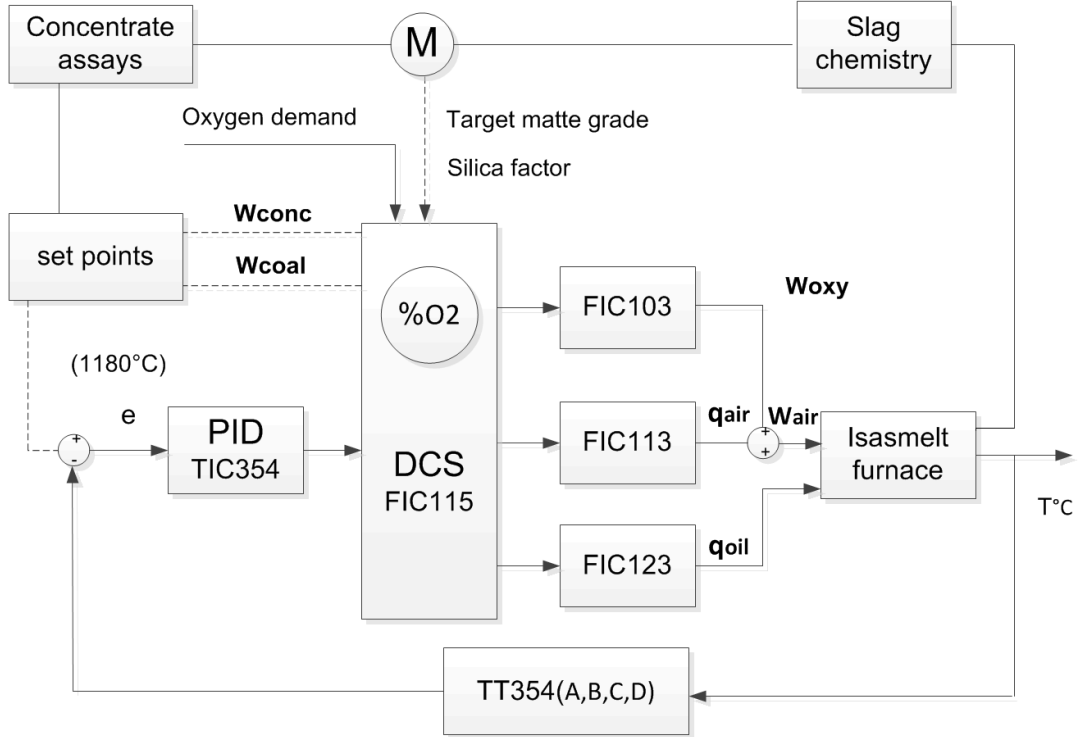 Concentrate
assays
M
Slag
chemistry
Oxygen demand
Target matte grade
Silica factor
Wconc
set points
Wcoal
%O2
FIC103
Woxy
(1180°C)
e
+
-
PID
TIC354
DCS
FIC115
qair
Wair
FIC113
+
+
Isasmelt
furnace
T°C
qoil
FIC123
TT354(A,B,C,D)